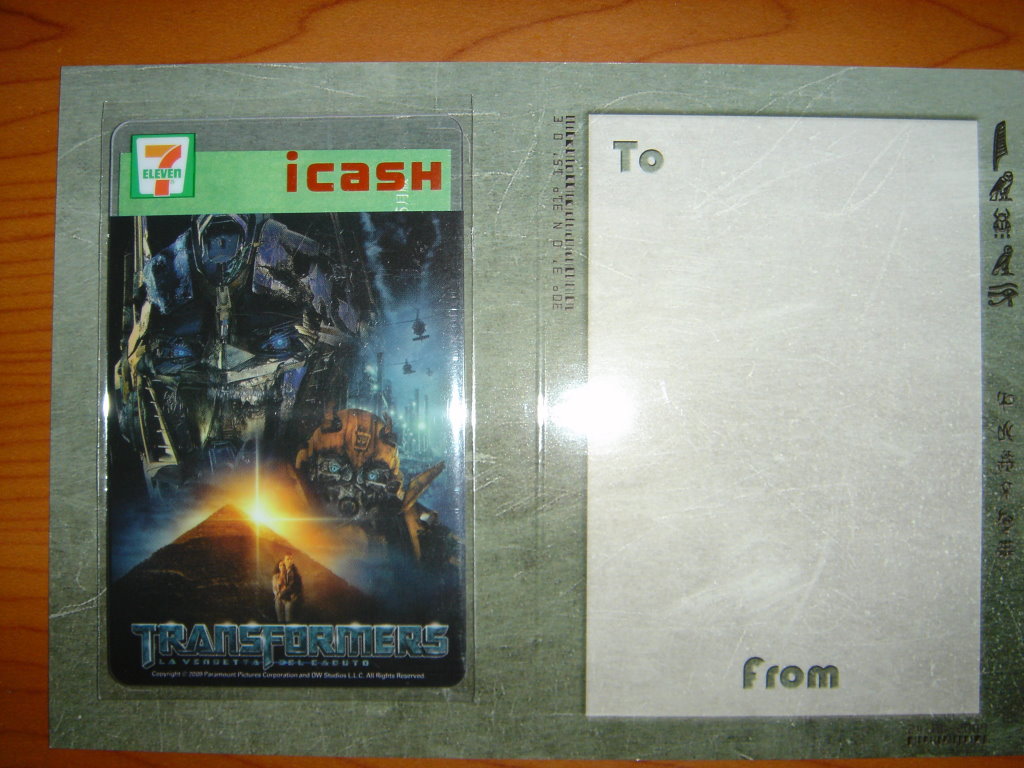 7
ELEVEN
icash
TRANSFORMERS
LA VENDETTA DEL CADUTO
Copyright © 2009 Paramount Pictures Corporation and DW Studios L.L.C. All Rights Reserved.
To
From